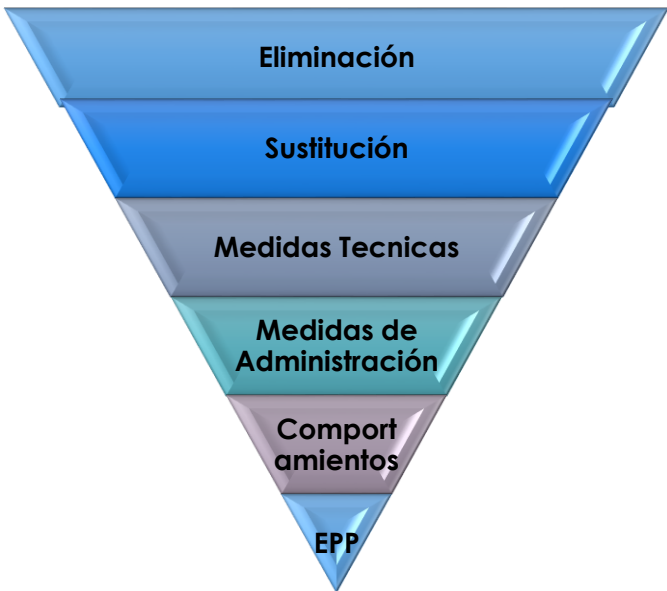 Eliminación
Sustitución
Medidas Tecnicas
Medidas de
Administración
Comport
amientos
EPP